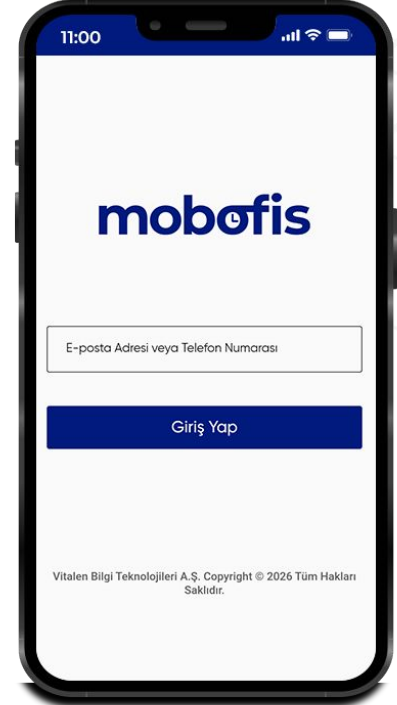 11:00
mobofis
E-posta Adresi veya Telefon Numarası
Giriş Yap
Vitalen Bilgi Teknolojileri A.Ş. Copyright © 2026 Tüm Hakları
Saklıdır.